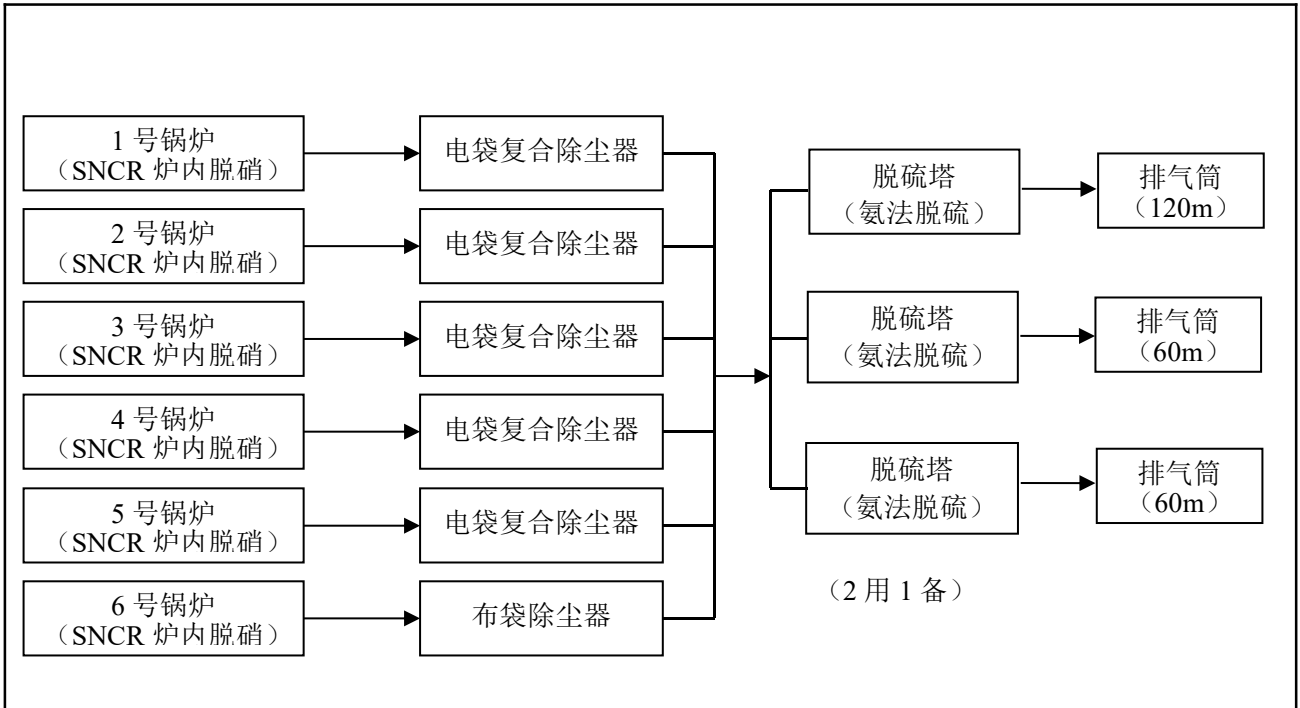 1 号锅炉
（SNCR 炉内脱硝）
电袋复合除尘器
2 号锅炉
（SNCR 炉内脱硝）
电袋复合除尘器
3 号锅炉
（SNCR 炉内脱硝）
电袋复合除尘器
4 号锅炉
（SNCR 炉内脱硝）
电袋复合除尘器
5 号锅炉
（SNCR 炉内脱硝）
电袋复合除尘器
6 号锅炉
（SNCR 炉内脱硝）
布袋除尘器
脱硫塔
（氨法脱硫）
排气筒
（120m）
脱硫塔
（氨法脱硫）
排气筒
（60m）
脱硫塔
（氨法脱硫）
排气筒
（60m）
（2 用 1 备）